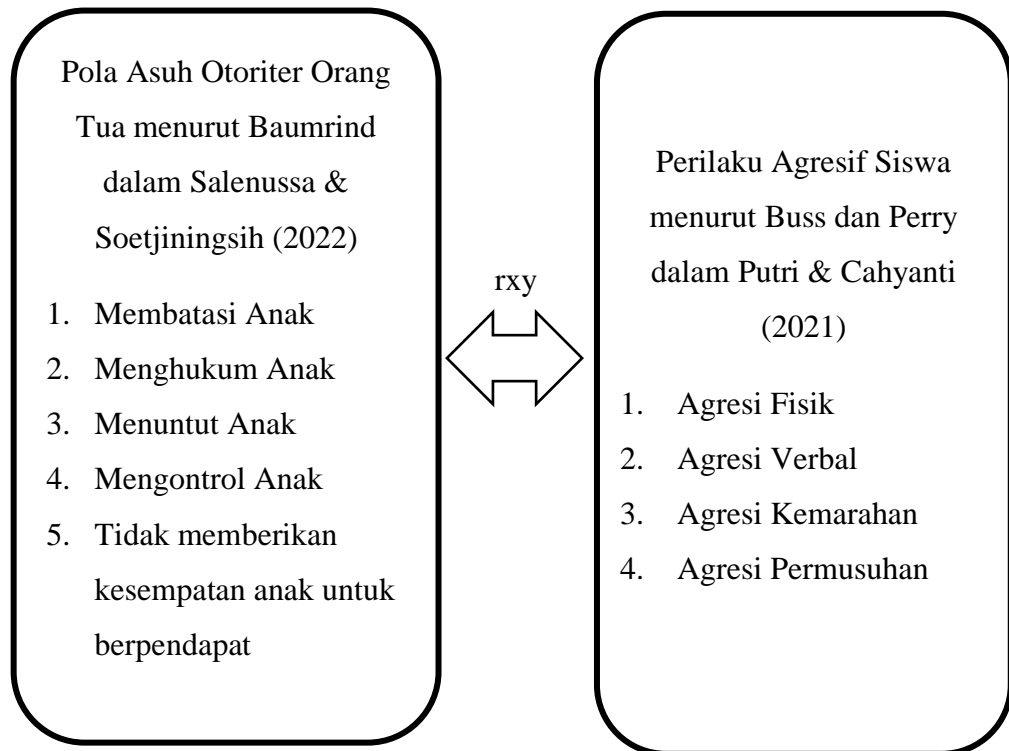 Pola Asuh Otoriter Orang
Tua menurut Baumrind
dalam Salenussa &
Soetjiningsih (2022)
1. Membatasi Anak
2. Menghukum Anak
3. Menuntut Anak
4. Mengontrol Anak
5. Tidak memberikan
kesempatan anak untuk
berpendapat
rxy
Perilaku Agresif Siswa
menurut Buss dan Perry
dalam Putri & Cahyanti
(2021)
1. Agresi Fisik
2. Agresi Verbal
3. Agresi Kemarahan
4. Agresi Permusuhan